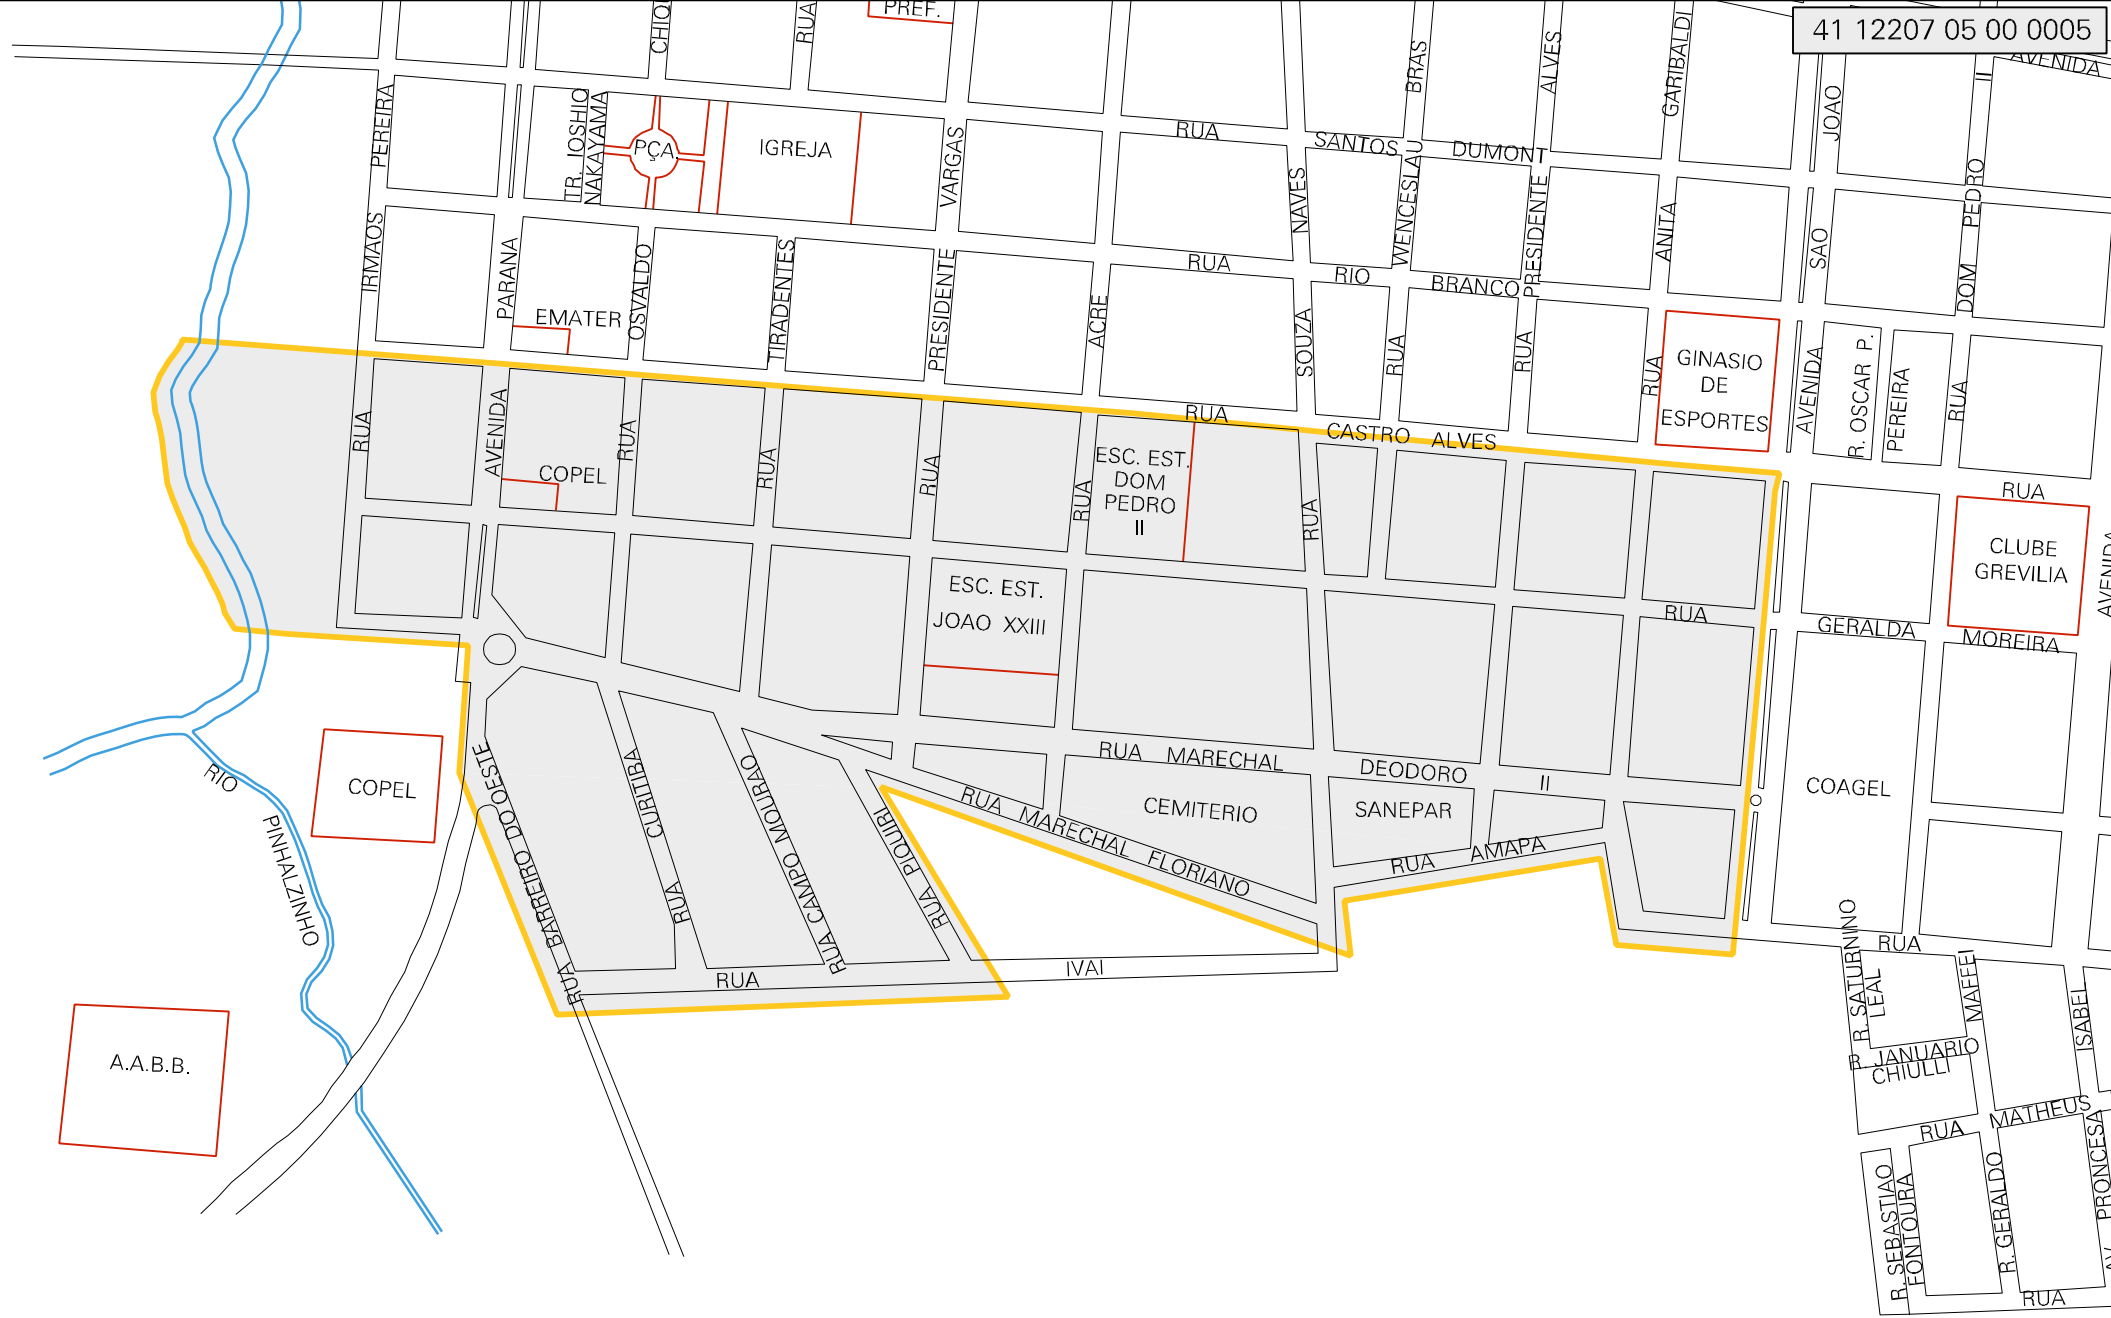 41 12207 05 00 0005
PREF.
CHIQ
RUA
BRAS
ALVES
GARIBALDI
JOAO
II
AVENIDA
PEREIRA
TR. IOSHIO
NAKAYAMA
PÇA.
IGREJA
VARGAS
RUA SANTOS DUMONT
NAVES
WENCESLAU
PRESIDENTE
ANITA
SAO
DOM PEDRO
IRMAOS
PARANA
OSVALDO
TIRADENTES
PRESIDENTE
ACRE
SOUZA
RUA RIO BRANCO
EMATER
RUA
RUA
RUA
GINASIO
DE
ESPORTES
AVENIDA
R. OSCAR P.
PEREIRA
RUA
RUA CASTRO ALVES
RUA
AVENIDA
RUA
RUA
RUA
RUA
RUA
COPEL
ESC. EST.
DOM
PEDRO
II
ESC. EST.
JOAO XXIII
RUA GERALDA MOREIRA
RUA
CLUBE
GREVILIA
AVENIDA
COAGEL
RUA MARECHAL DEODORO II
CEMITERIO
SANEPAR
RUA MARECHAL FLORIANO
RUA AMAPA
COPEL
RIO PINHALZINHO
RUA BARREIRO DO OESTE
RUA CURITIBA
RUA CAMPO MOURAO
RUA PIQUIRI
RUA IVAI
A.A.B.B.
RUA
R. SATURNINO
LEAL
MAFFEI
ISABEL
R. JANUARIO
CHIULLI
RUA MATHEUS
PRONCESA
R. SEBASTIAO
FONTOURA
R. GERALDO
AV
RUA